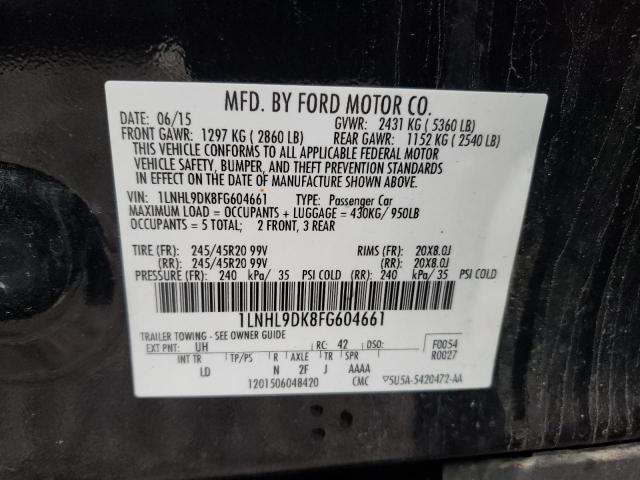 MFD. BY FORD MOTOR CO.
DATE: 06/15 GVWR: 2431 KG ( 5360 LB)
FRONT GAWR: 1297 KG ( 2860 LB) REAR GAWR: 1152 KG ( 2540 LB)
THIS VEHICLE CONFORMS TO ALL APPLICABLE FEDERAL MOTOR
VEHICLE SAFETY, BUMPER, AND THEFT PREVENTION STANDARDS
IN EFFECT ON THE DATE OF MANUFACTURE SHOWN ABOVE.
VIN: 1LNHL9DK8FG604661 TYPE: Passenger Car
MAXIMUM LOAD = OCCUPANTS + LUGGAGE = 430KG/ 950LB
OCCUPANTS = 5 TOTAL; 2 FRONT, 3 REAR
TIRE (FR): 245/45R20 99V RIMS (FR): 20X8.0J
(RR): 245/45R20 99V (RR): 20X8.0J
PRESSURE (FR): 240 kPa/ 35 PSI COLD (RR): 240 kPa/ 35 PSI COLD
1LNHL9DK8FG604661
TRAILER TOWING - SEE OWNER GUIDE
EXT PNT: UH RC: 42 DSO: F0054
INT TR TP/PS R AXLE TR SPR R0027
LD N 2F J AAAA
1201506048420 CMC ▽5U5A-5420472-AA